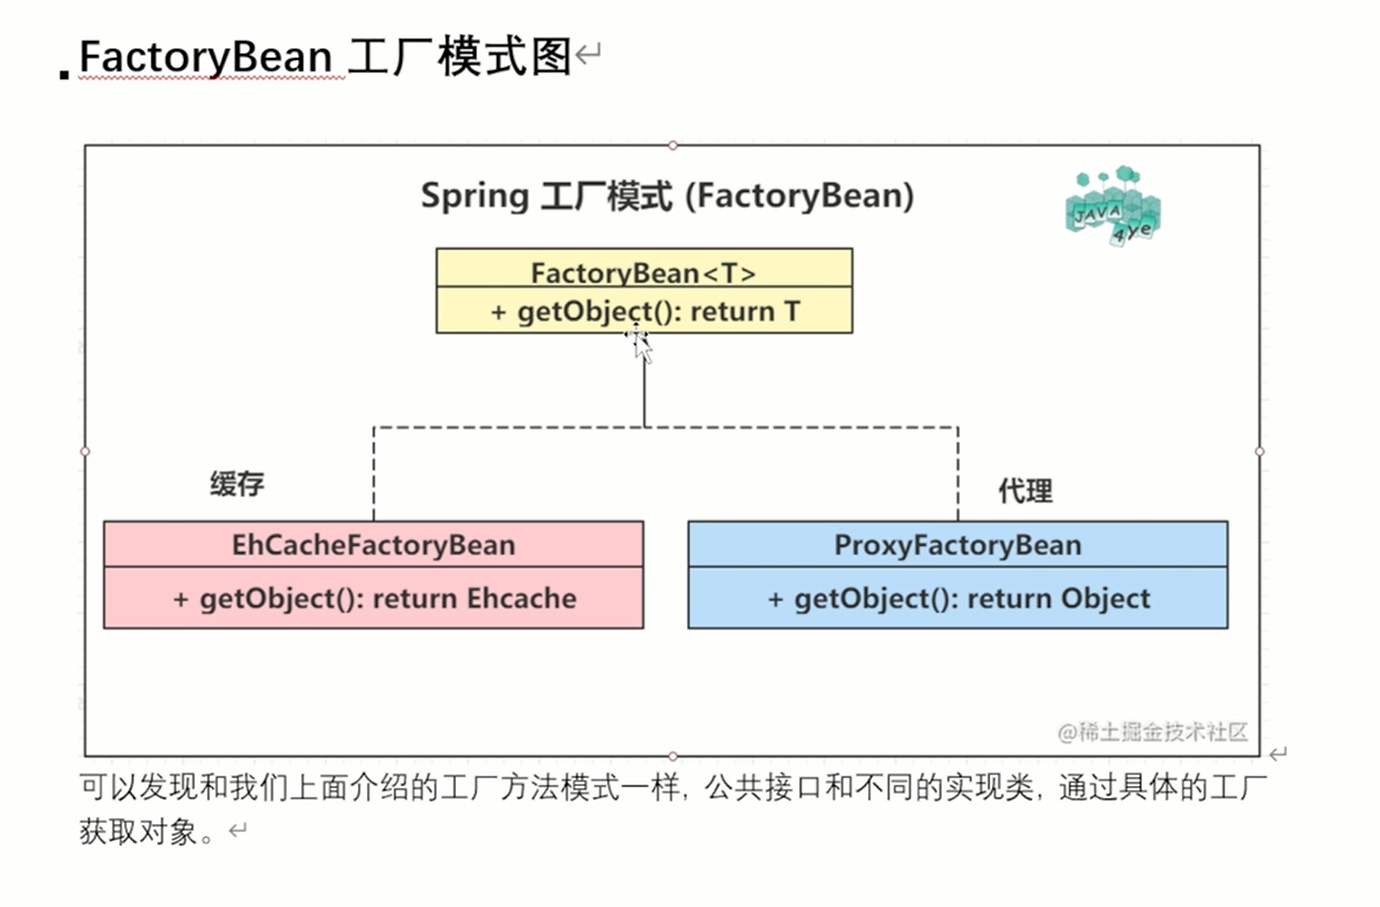 FactoryBean 工厂模式图
Spring 工厂模式 (FactoryBean)
JAVA
4ye
FactoryBean<T>
+ getObject(): return T
缓存
代理
EhCacheFactoryBean
ProxyFactoryBean
+ getObject(): return Ehcache
+ getObject(): return Object
@稀土掘金技术社区
可以发现和我们上面介绍的工厂方法模式一样, 公共接口和不同的实现类, 通过具体的工厂
获取对象。